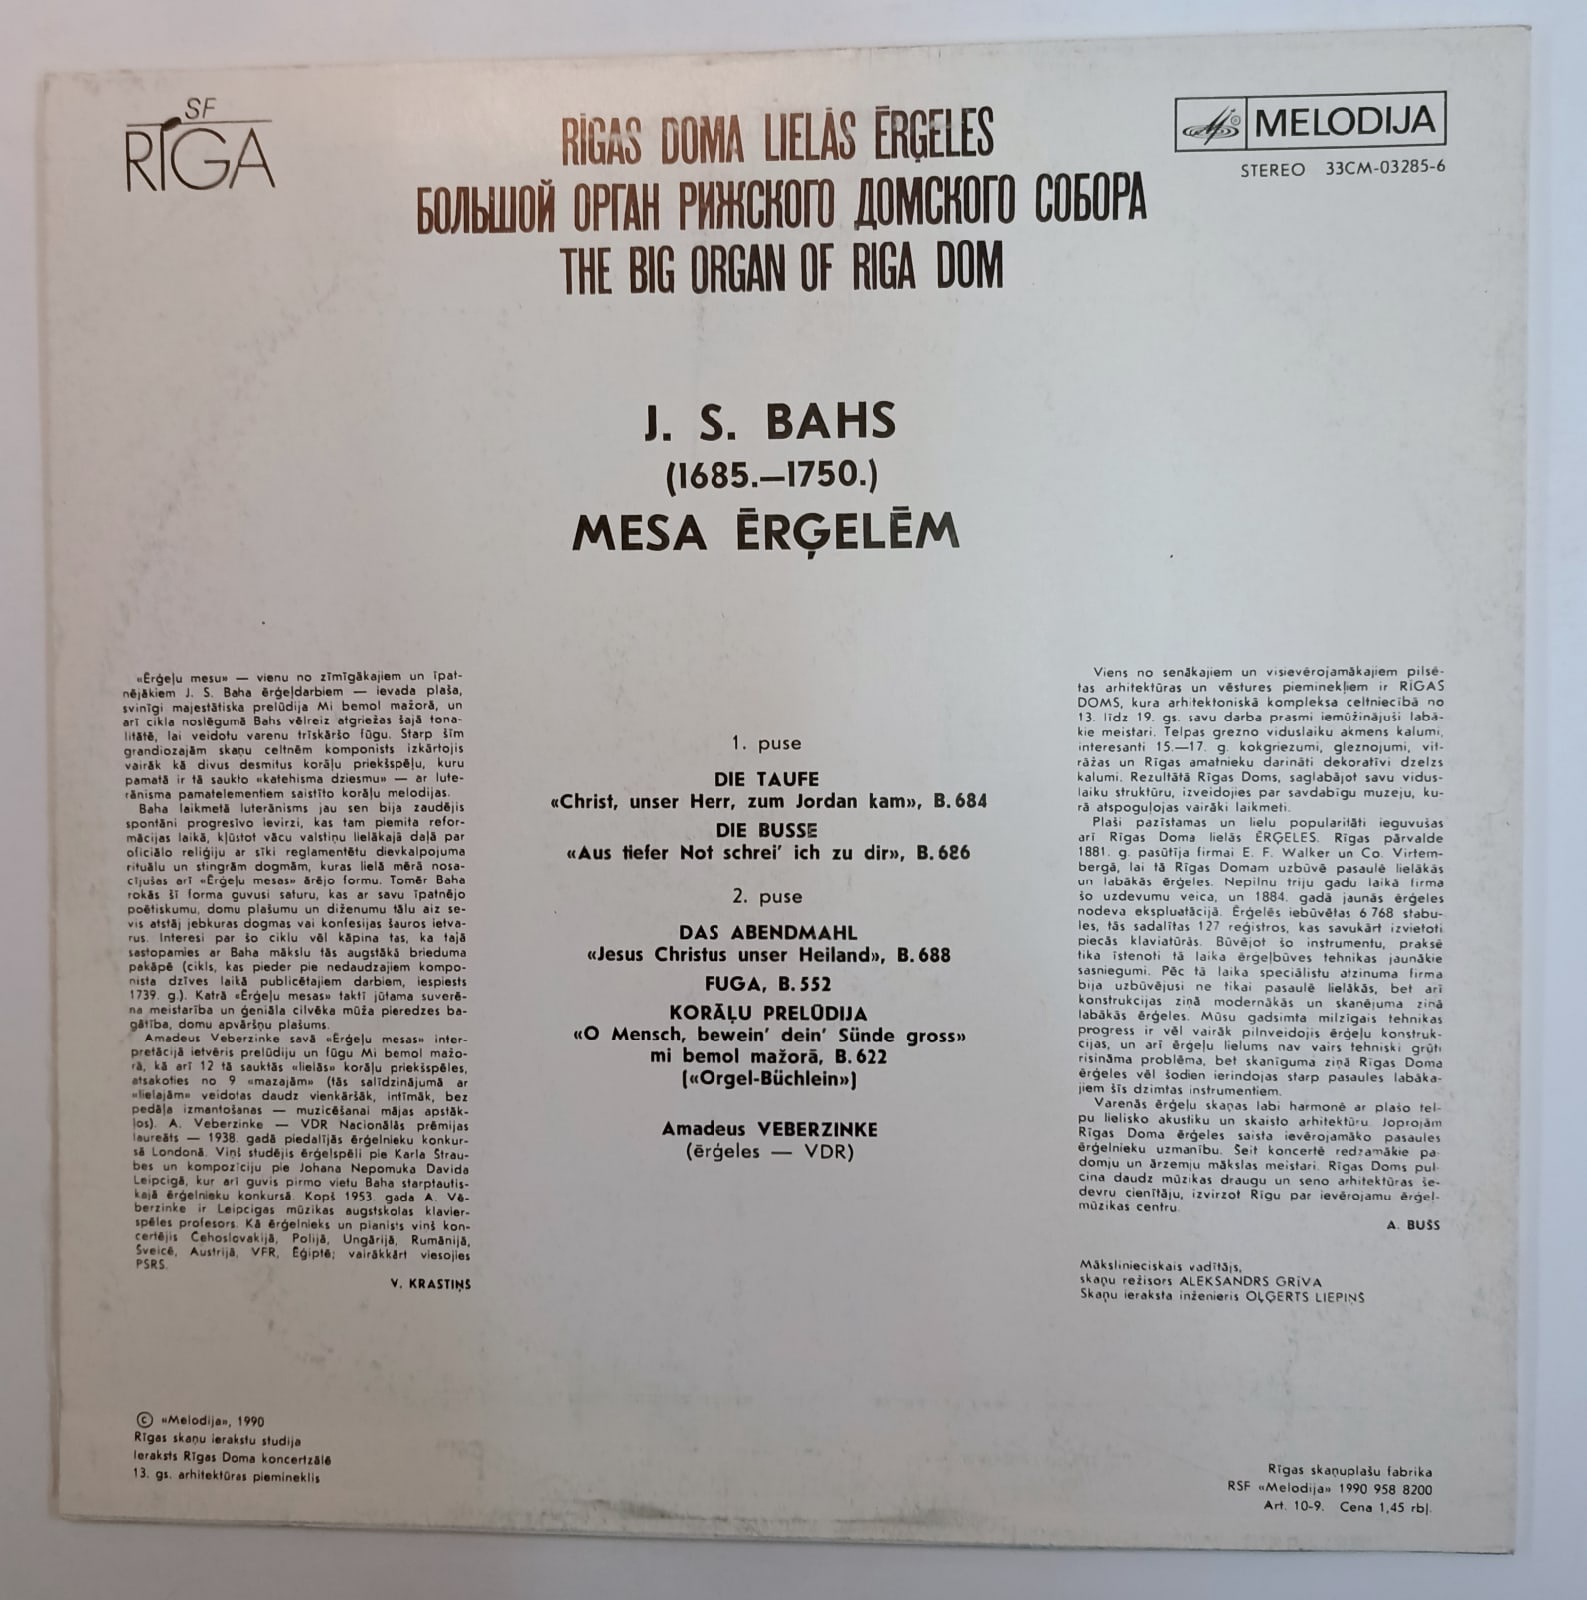 SF
RĪGA
RĪGAS DOMA LIELĀS ĒRĢELES
БОЛЬШОЙ ОРГАН РИЖСКОГО ДОМСКОГО СОБОРА
THE BIG ORGAN OF RIGA DOM
MELODIJA
STEREO 33CM-03285-6
J. S. BAHS
(1685.—1750.)
MESA ĒRĢELĒM
«Ērģeļu mesu» — vienu no zīmīgākajiem un īpat-
nējākiem J. S. Baha ērģeļdarbiem — ievada plaša,
svinīgi majestātiska prelūdija Mi bemol mažorā, un
arī cikla noslēgumā Bahs vēlreiz atgriežas šajā tona-
litātē, lai veidotu varenu trīskāršo fūgu. Starp šīm
grandiozajām skaņu celtnēm komponists izkārtojis
vairāk kā divus desmitus korāļu priekšspēļu, kuru
pamatā ir tā saukto «katehisma dziesmu» — ar lute-
rānisma pamatelementiem saistīto korāļu melodijas.
Baha laikmetā luterānisms jau sen bija zaudējis
spontāni progresīvo ievirzi, kas tam piemita refor-
mācijas laikā, kļūstot vācu valstiņu lielākajā daļā par
oficiālo reliģiju ar sīki reglamentētu dievkalpojuma
rituālu un stingrām dogmām, kuras lielā mērā nosa-
cījušas arī «Ērģeļu mesas» ārējo formu. Tomēr Baha
rokās šī forma guvusi saturu, kas ar savu īpatnējo
poētiskumu, domu plašumu un diženumu tālu aiz se-
vis atstāj jebkuras dogmas vai konfesijas šauros ietva-
rus. Interesi par šo ciklu vēl kāpina tas, ka tajā
sastopamies ar Baha mākslu tās augstākā brieduma
pakāpē (cikls, kas pieder pie nedaudzajiem kompo-
nista dzīves laikā publicētajiem darbiem, iespiests
1739. g.). Katrā «Ērģeļu mesas» taktī jūtama suverē-
na meistarība un ģeniāla cilvēka mūža pieredzes ba-
gātība, domu apvāršņu plašums.
Amadeus Veberzinke savā «Ērģeļu mesas» inter-
pretācijā ietvēris prelūdiju un fūgu Mi bemol mažo-
rā, kā arī 12 tā sauktās «lielās» korāļu priekšspēles,
atsakoties no 9 «mazajām» (tās salīdzinājumā ar
«lielajām» veidotas daudz vienkāršāk, intīmāk, bez
pedāļa izmantošanas — muzicēšanai mājas apstāk-
ļos). A. Veberzinke — VDR Nacionālās prēmijas
laureāts — 1938. gadā piedalījās ērģelnieku konkur-
sā Londonā. Viņš studējis ērģeļspēli pie Karla Štrau-
bes un kompozīciju pie Johana Nepomuka Davida
Leipcigā, kur arī guvis pirmo vietu Baha starptautis-
kajā ērģelnieku konkursā. Kopš 1953. gada A. Vē-
berzinke ir Leipcigas mūzikas augstskolas klavier-
spēles profesors. Kā ērģelnieks un pianists viņš kon-
certējis Čehoslovakijā, Polijā, Ungārijā, Rumānijā,
Šveicē, Austrijā, VFR, Ēģiptē; vairākkārt viesojies
PSRS.
V. KRASTIŅŠ
1. puse
DIE TAUFE
«Christ, unser Herr, zum Jordan kam», B. 684
DIE BUSSE
«Aus tiefer Not schrei' ich zu dir», B. 686
2. puse
DAS ABENDMAHL
«Jesus Christus unser Heiland», B. 688
FUGA, B. 552
KORĀĻU PRELŪDIJA
«O Mensch, bewein' dein' Sünde gross»
mi bemol mažorā, B. 622
(«Orgel-Büchlein»)
Amadeus VEBERZINKE
(ērģeles — VDR)
Viens no senākajiem un visievērojamākajiem pilsē-
tas arhitektūras un vēstures pieminekļiem ir RĪGAS
DOMS, kura arhitektoniskā kompleksa celtniecībā no
13. līdz 19. gs. savu darba prasmi iemūžinājuši labā-
kie meistari. Telpas grezno viduslaiku akmens kalumi,
interesanti 15.—17. g. kokgriezumi, gleznojumi, vit-
rāžas un Rīgas amatnieku darināti dekoratīvi dzelzs
kalumi. Rezultātā Rīgas Doms, saglabājot savu vidus-
laiku struktūru, izveidojies par savdabīgu muzeju, ku-
rā atspoguļojas vairāki laikmeti.
Plaši pazīstamas un lielu popularitāti ieguvušas
arī Rīgas Doma lielās ĒRĢELES. Rīgas pārvalde
1881. g. pasūtīja firmai E. F. Walker un Co. Virtem-
bergā, lai tā Rīgas Domam uzbūvē pasaulē lielākās
un labākās ērģeles. Nepilnu triju gadu laikā firma
šo uzdevumu veica, un 1884. gadā jaunās ērģeles
nodeva ekspluatācijā. Ērģelēs iebūvētas 6 768 stabu-
les, tās sadalītas 127 reģistros, kas savukārt izvietoti
piecās klaviatūrās. Būvējot šo instrumentu, praksē
tika īstenoti tā laika ērģeļbūves tehnikas jaunākie
sasniegumi. Pēc tā laika speciālistu atzinuma firma
bija uzbūvējusi ne tikai pasaulē lielākās, bet arī
konstrukcijas ziņā modernākās un skanējuma ziņā
labākās ērģeles. Mūsu gadsimta milzīgais tehnikas
progress ir vēl vairāk pilnveidojis ērģeļu konstruk-
cijas, un arī ērģeļu lielums nav vairs tehniski grūti
risināma problēma, bet skanīguma ziņā Rīgas Doma
ērģeles vēl šodien ierindojas starp pasaules labāka-
jiem šīs dzimtas instrumentiem.
Varenās ērģeļu skaņas labi harmonē ar plašo tel-
pu lielisko akustiku un skaisto arhitektūru. Joprojām
Rīgas Doma ērģeles saista ievērojamāko pasaules
ērģelnieku uzmanību. Šeit koncertē redzamākie pa-
domju un ārzemju mākslas meistari. Rīgas Doms pul-
cina daudz mūzikas draugu un seno arhitektūras še-
devru cienītāju, izvirzot Rīgu par ievērojamu ērģeļ-
mūzikas centru.
A. BUŠS
Mākslinieciskais vadītājs,
skaņu režisors ALEKSANDRS GRĪVA
Skaņu ieraksta inženieris OĻĢERTS LIEPIŅŠ
© «Melodija», 1990
Rīgas skaņu ierakstu studija
Ieraksts Rīgas Doma koncertzālē
13. gs. arhitektūras piemineklis
Rīgas skaņuplašu fabrika
RSF «Melodija» 1990 958 8200
Art. 10-9. Cena 1,45 rbļ.